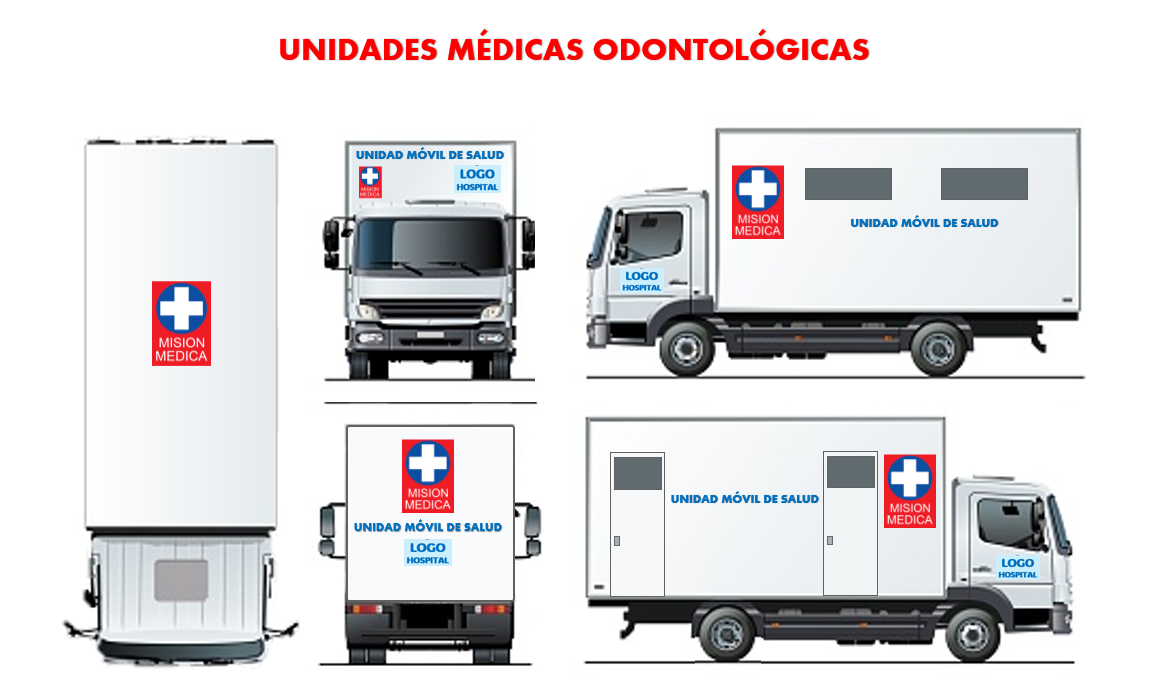 UNIDADES MÉDICAS ODONTOLÓGICAS
MISION
MEDICA
UNIDAD MÓVIL DE SALUD
MISION
MEDICA
LOGO
HOSPITAL
MISION
MEDICA
UNIDAD MÓVIL DE SALUD
LOGO
HOSPITAL
MISION
MEDICA
UNIDAD MÓVIL DE SALUD
LOGO
HOSPITAL
UNIDAD MÓVIL DE SALUD
MISION
MEDICA
LOGO
HOSPITAL